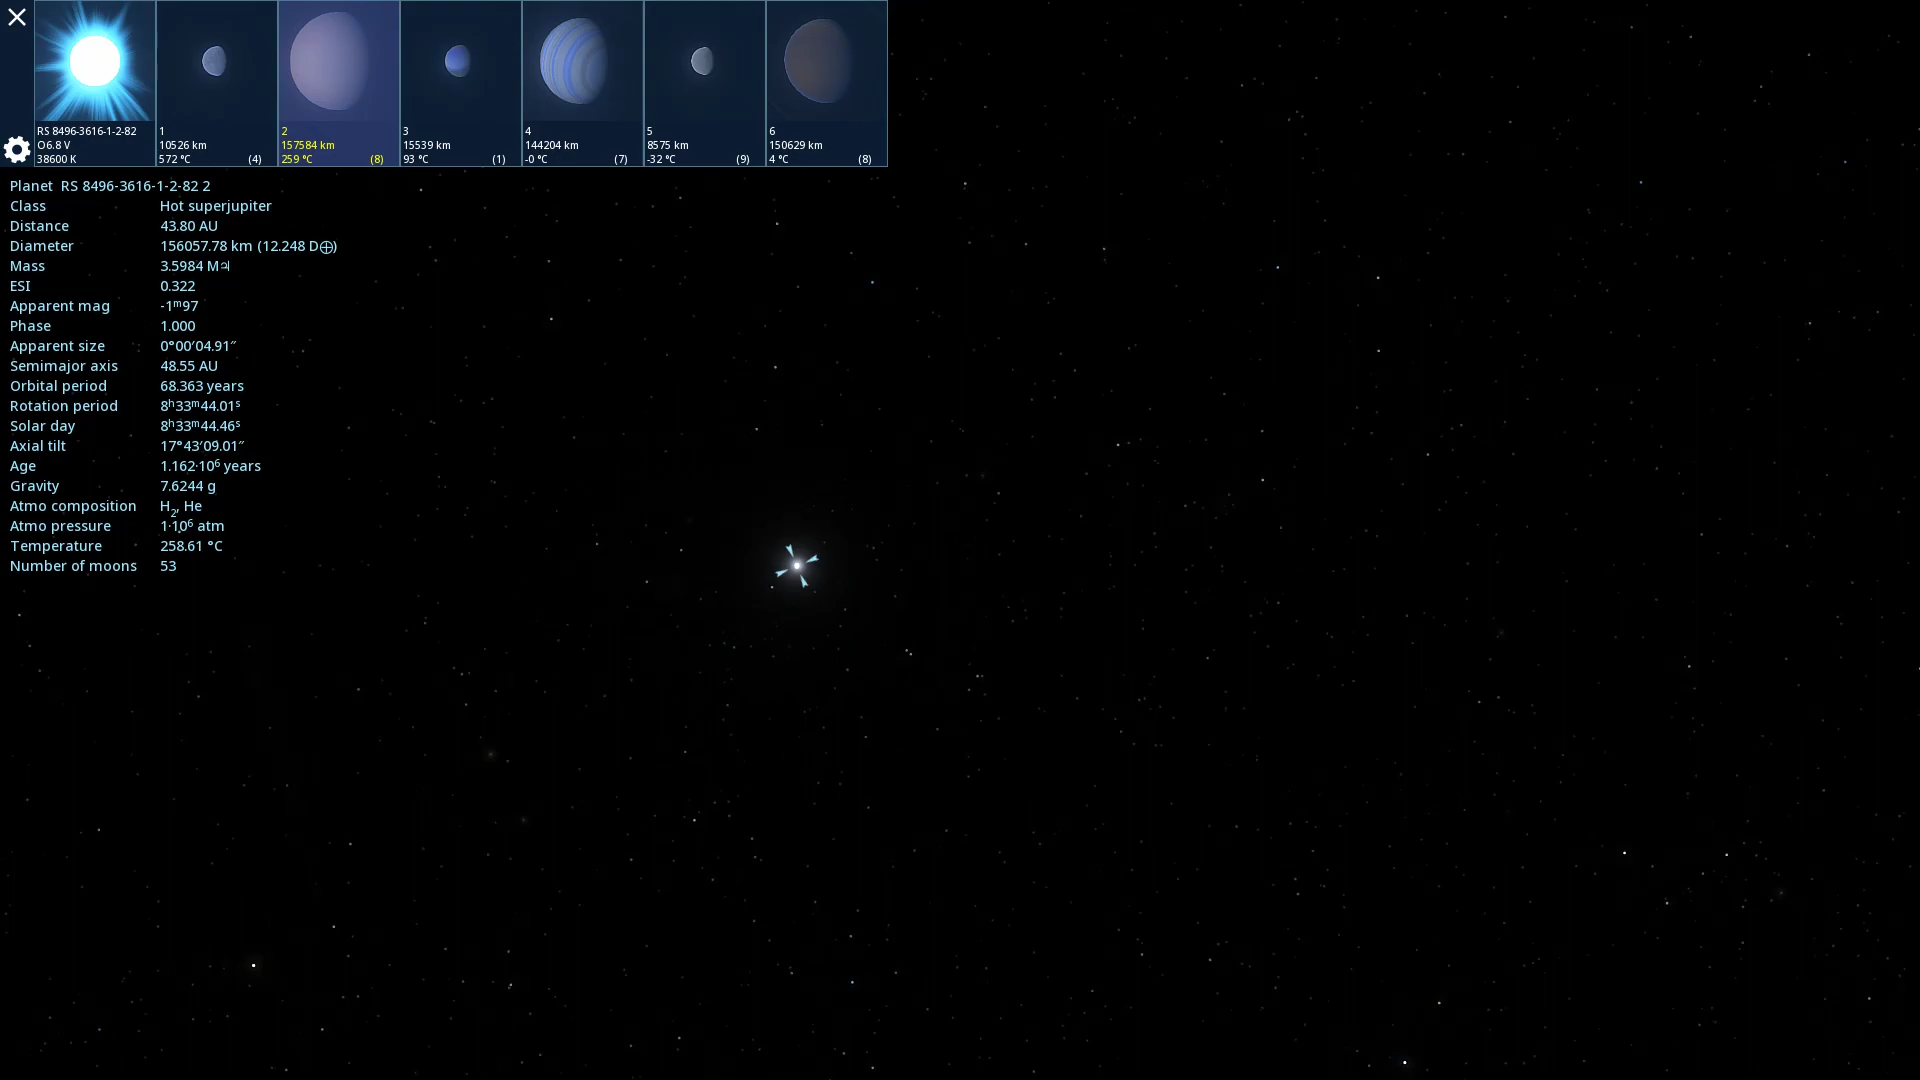 RS 8496-3616-1-2-82
O6.8 V
38600 K
1
10526 km
572 °C (4)
2
157584 km
259 °C (8)
3
15539 km
93 °C (1)
4
144204 km
-0 °C (7)
5
8575 km
-32 °C (9)
6
150629 km
4 °C (8)
Planet RS 8496-3616-1-2-82 2
Class Hot superjupiter
Distance 43.80 AU
Diameter 156057.78 km (12.248 D⊕)
Mass 3.5984 M♃
ESI 0.322
Apparent mag -1ᵐ97
Phase 1.000
Apparent size 0°00′04.91″
Semimajor axis 48.55 AU
Orbital period 68.363 years
Rotation period 8ʰ33ᵐ44.01ˢ
Solar day 8ʰ33ᵐ44.46ˢ
Axial tilt 17°43′09.01″
Age 1.162·10⁶ years
Gravity 7.6244 g
Atmo composition H₂, He
Atmo pressure 1·10⁶ atm
Temperature 258.61 °C
Number of moons 53